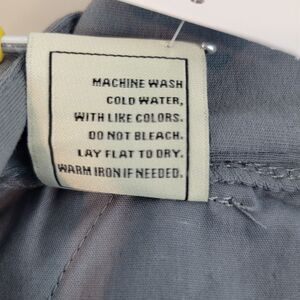 MACHINE WASH
COLD WATER,
WITH LIKE COLORS.
DO NOT BLEACH.
LAY FLAT TO DRY.
WARM IRON IF NEEDED.